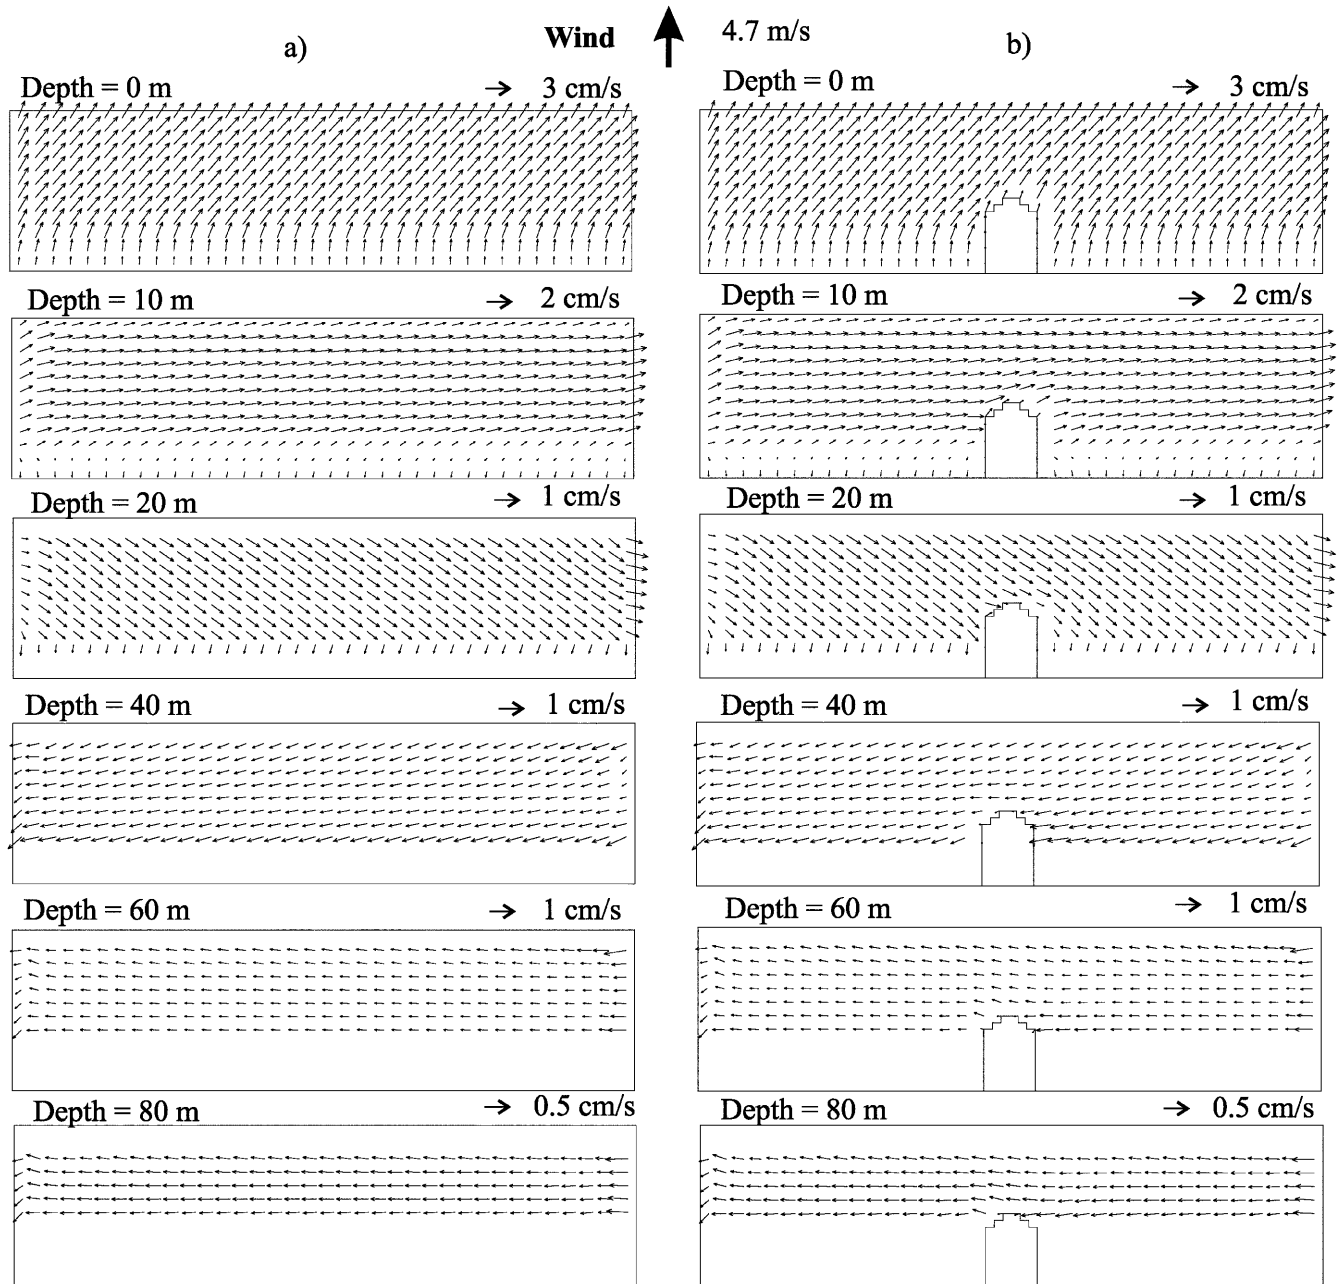 a) Wind 4.7 m/s b)
Depth = 0 m 3 cm/s Depth = 0 m 3 cm/s
Depth = 10 m 2 cm/s Depth = 10 m 2 cm/s
Depth = 20 m 1 cm/s Depth = 20 m 1 cm/s
Depth = 40 m 1 cm/s Depth = 40 m 1 cm/s
Depth = 60 m 1 cm/s Depth = 60 m 1 cm/s
Depth = 80 m 0.5 cm/s Depth = 80 m 0.5 cm/s